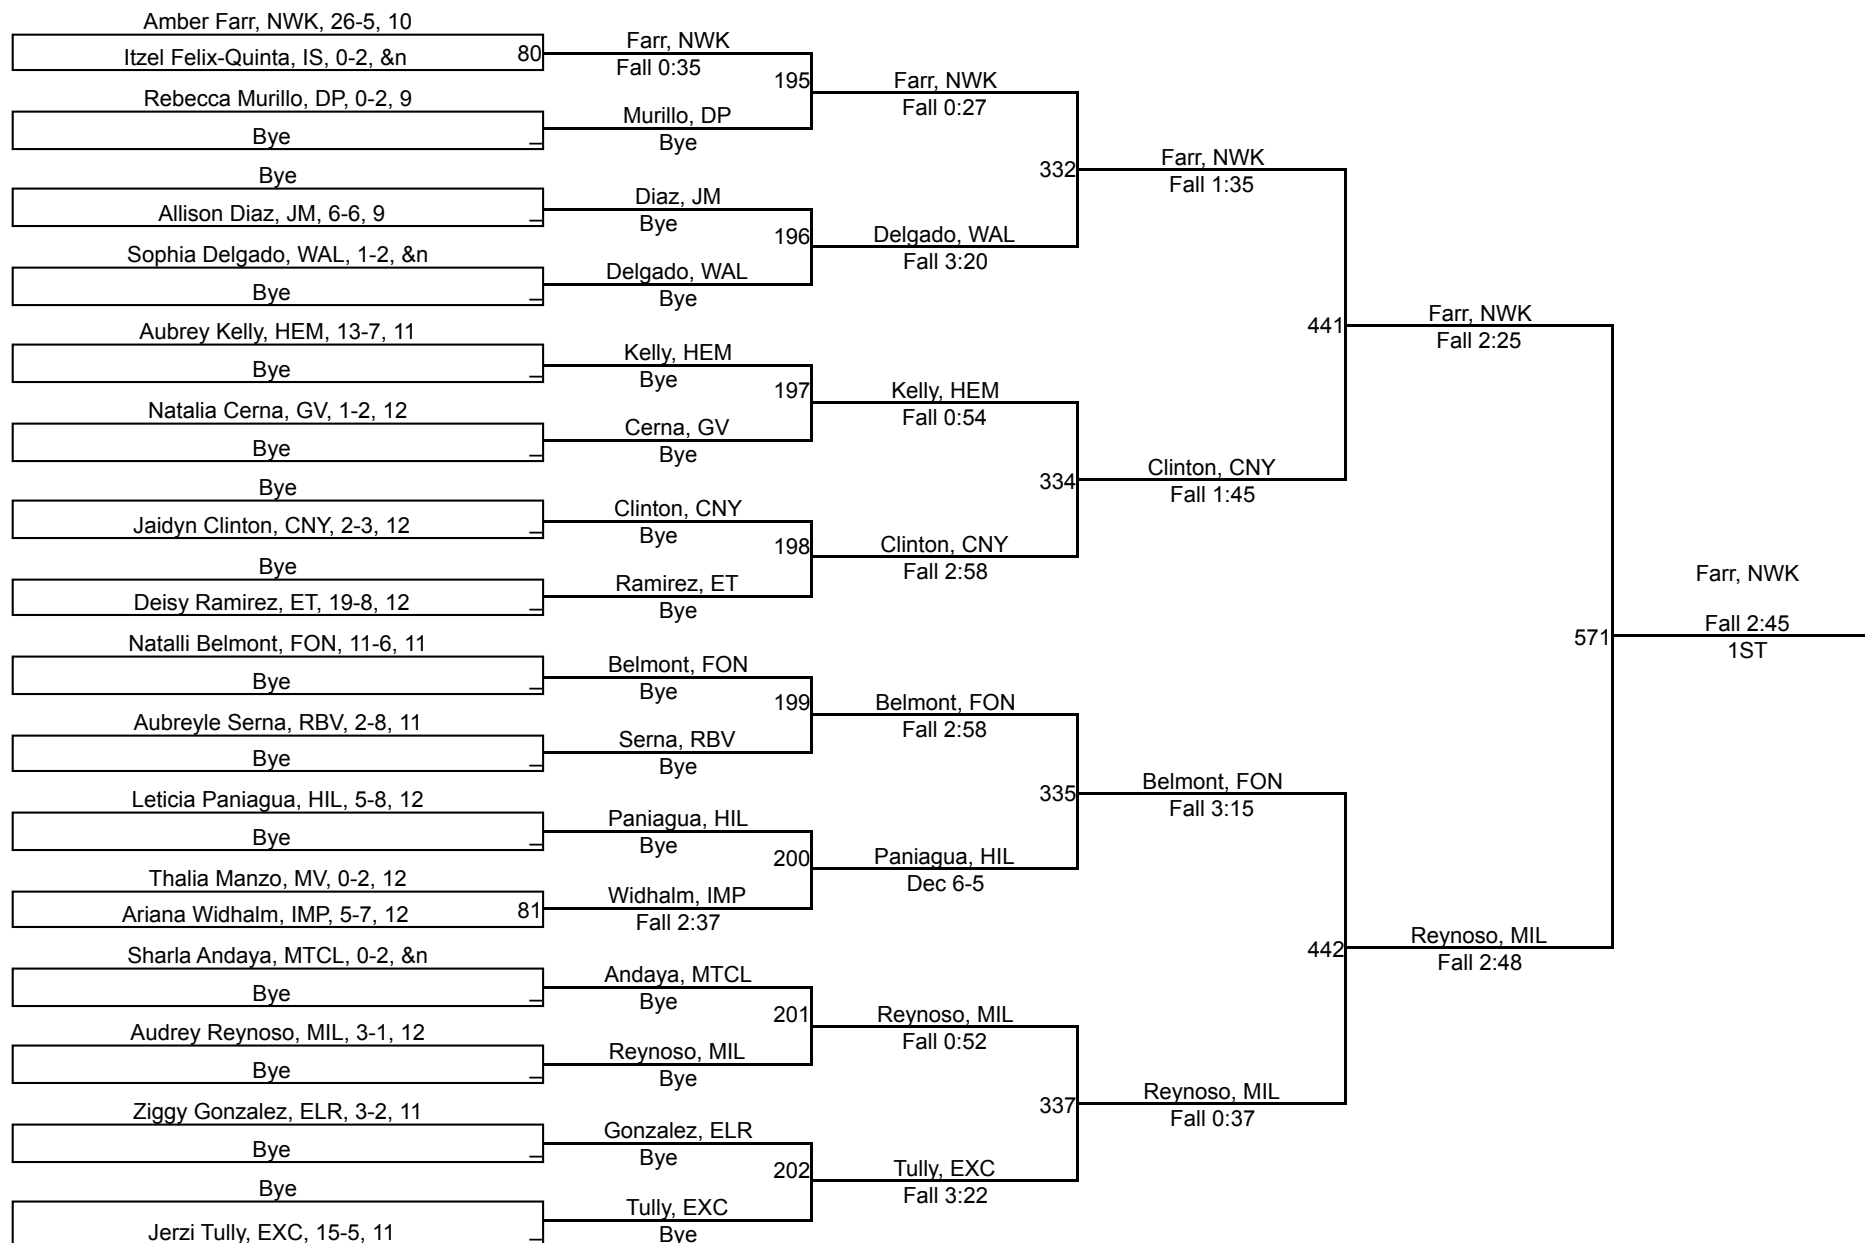 Amber Farr, NWK, 26-5, 10
Itzel Felix-Quinta, IS, 0-2, &n
80
Rebecca Murillo, DP, 0-2, 9
Bye
_
Bye
Allison Diaz, JM, 6-6, 9
_
Sophia Delgado, WAL, 1-2, &n
Bye
_
Aubrey Kelly, HEM, 13-7, 11
Bye
_
Natalia Cerna, GV, 1-2, 12
Bye
_
Bye
Jaidyn Clinton, CNY, 2-3, 12
_
Bye
Deisy Ramirez, ET, 19-8, 12
_
Natalli Belmont, FON, 11-6, 11
Bye
_
Aubreyle Serna, RBV, 2-8, 11
Bye
_
Leticia Paniagua, HIL, 5-8, 12
Bye
_
Thalia Manzo, MV, 0-2, 12
Ariana Widhalm, IMP, 5-7, 12
81
Sharla Andaya, MTCL, 0-2, &n
Bye
_
Audrey Reynoso, MIL, 3-1, 12
Bye
_
Ziggy Gonzalez, ELR, 3-2, 11
Bye
_
Bye
Jerzi Tully, EXC, 15-5, 11
_
Farr, NWK
Fall 0:35
195
Murillo, DP
Bye
Diaz, JM
Bye
196
Delgado, WAL
Bye
Kelly, HEM
Bye
197
Cerna, GV
Bye
Clinton, CNY
Bye
198
Ramirez, ET
Bye
Belmont, FON
Bye
199
Serna, RBV
Bye
Paniagua, HIL
Bye
200
Widhalm, IMP
Fall 2:37
Andaya, MTCL
Bye
201
Reynoso, MIL
Bye
Gonzalez, ELR
Bye
202
Tully, EXC
Bye
Farr, NWK
Fall 0:27
332
Delgado, WAL
Fall 3:20
Kelly, HEM
Fall 0:54
334
Clinton, CNY
Fall 2:58
Belmont, FON
Fall 2:58
335
Paniagua, HIL
Dec 6-5
Reynoso, MIL
Fall 0:52
337
Tully, EXC
Fall 3:22
Farr, NWK
Fall 1:35
441
Clinton, CNY
Fall 1:45
Belmont, FON
Fall 3:15
442
Reynoso, MIL
Fall 0:37
Farr, NWK
Fall 2:25
571
Reynoso, MIL
Fall 2:48
Farr, NWK
Fall 2:45
1ST